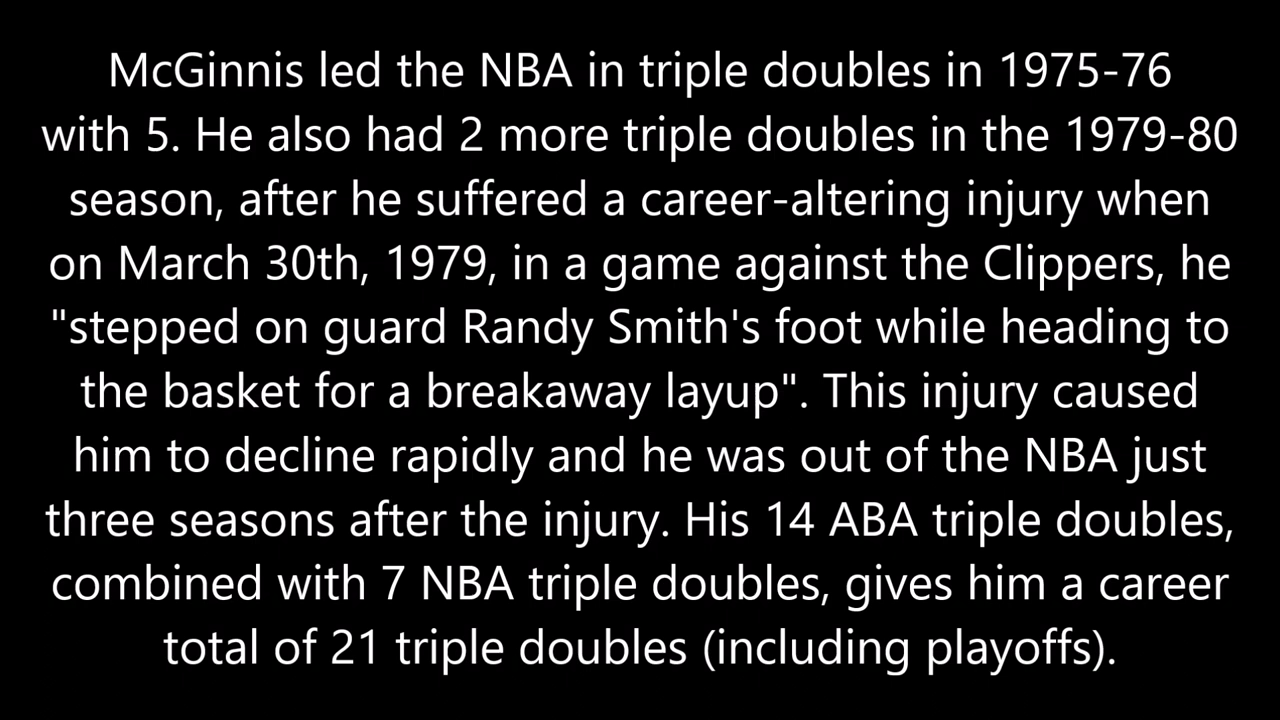 McGinnis led the NBA in triple doubles in 1975-76
with 5. He also had 2 more triple doubles in the 1979-80
season, after he suffered a career-altering injury when
on March 30th, 1979, in a game against the Clippers, he
"stepped on guard Randy Smith's foot while heading to
the basket for a breakaway layup". This injury caused
him to decline rapidly and he was out of the NBA just
three seasons after the injury. His 14 ABA triple doubles,
combined with 7 NBA triple doubles, gives him a career
total of 21 triple doubles (including playoffs).